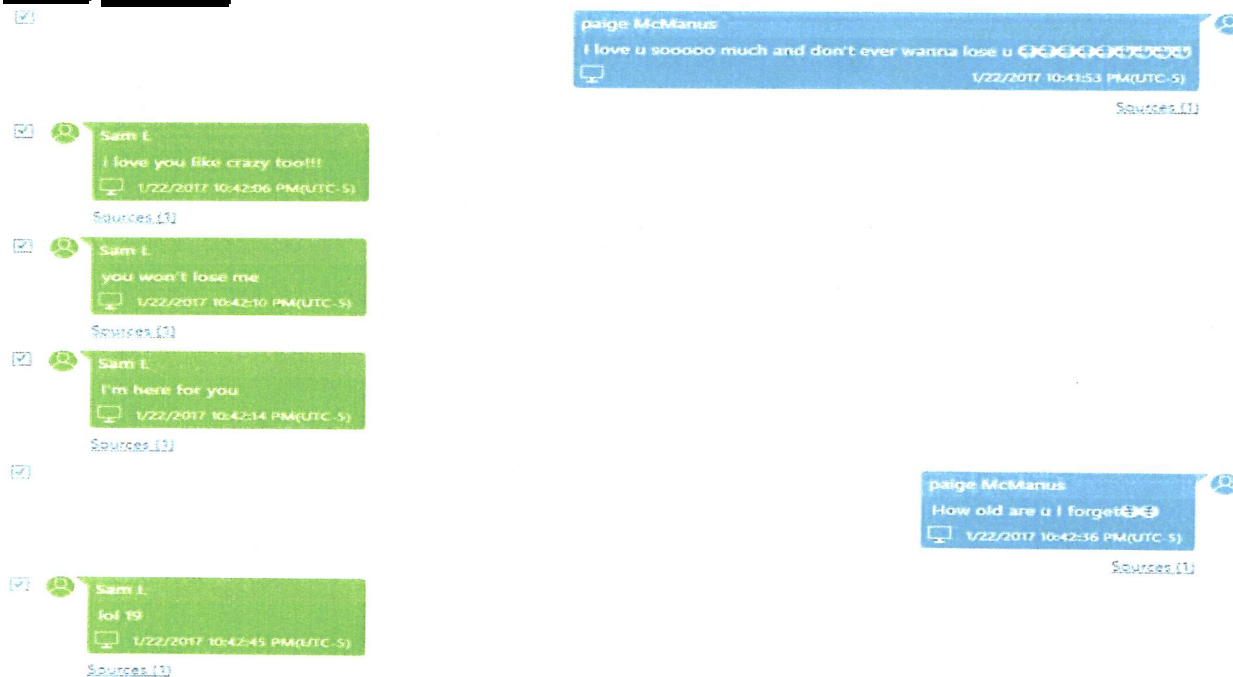 paige McManus
I love u sooooo much and don't ever wanna lose u
1/22/2017 10:41:53 PM(UTC-5)
Sources (1)
Sam L
i love you like crazy too!!!
1/22/2017 10:42:06 PM(UTC-5)
Sources (1)
Sam L
you won't lose me
1/22/2017 10:42:10 PM(UTC-5)
Sources (1)
Sam L
I'm here for you
1/22/2017 10:42:14 PM(UTC-5)
Sources (1)
paige McManus
How old are u I forget
1/22/2017 10:42:36 PM(UTC-5)
Sources (1)
Sam L
lol 19
1/22/2017 10:42:45 PM(UTC-5)
Sources (1)